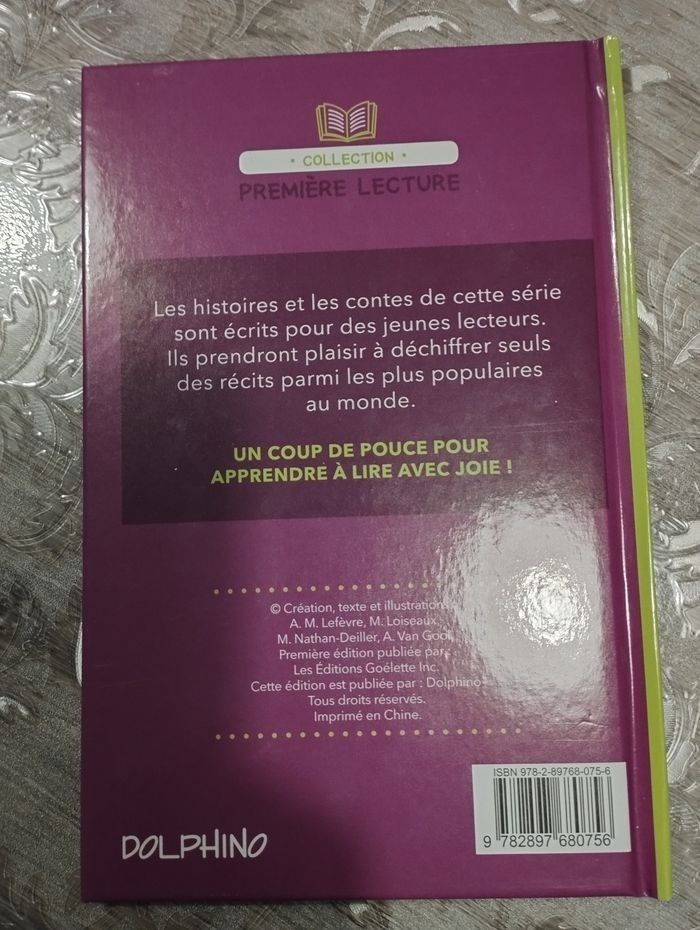 • COLLECTION •
PREMIÈRE LECTURE
Les histoires et les contes de cette série
sont écrits pour des jeunes lecteurs.
Ils prendront plaisir à déchiffrer seuls
des récits parmi les plus populaires
au monde.
UN COUP DE POUCE POUR
APPRENDRE À LIRE AVEC JOIE !
© Création, texte et illustrations
A. M. Lefèvre, M. Loiseaux,
M. Nathan-Deiller, A. Van Gool
Première édition publiée par :
Les Éditions Goélette Inc.
Cette édition est publiée par : Dolphino
Tous droits réservés.
Imprimé en Chine.
ISBN 978-2-89768-075-6
9 782897 680756
DOLPHINO